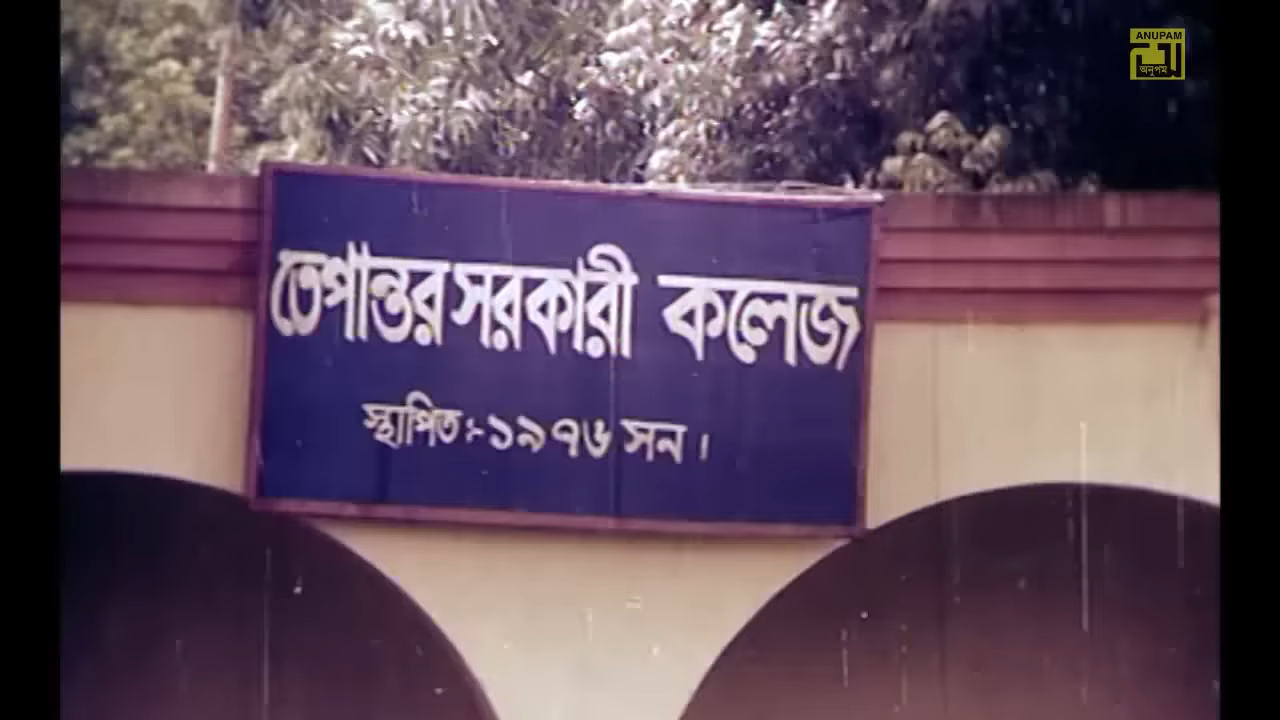 ANUPAM
অনুপম
তেপান্তর সরকারী কলেজ
স্থাপিত :- ১৯৭৬ সন।